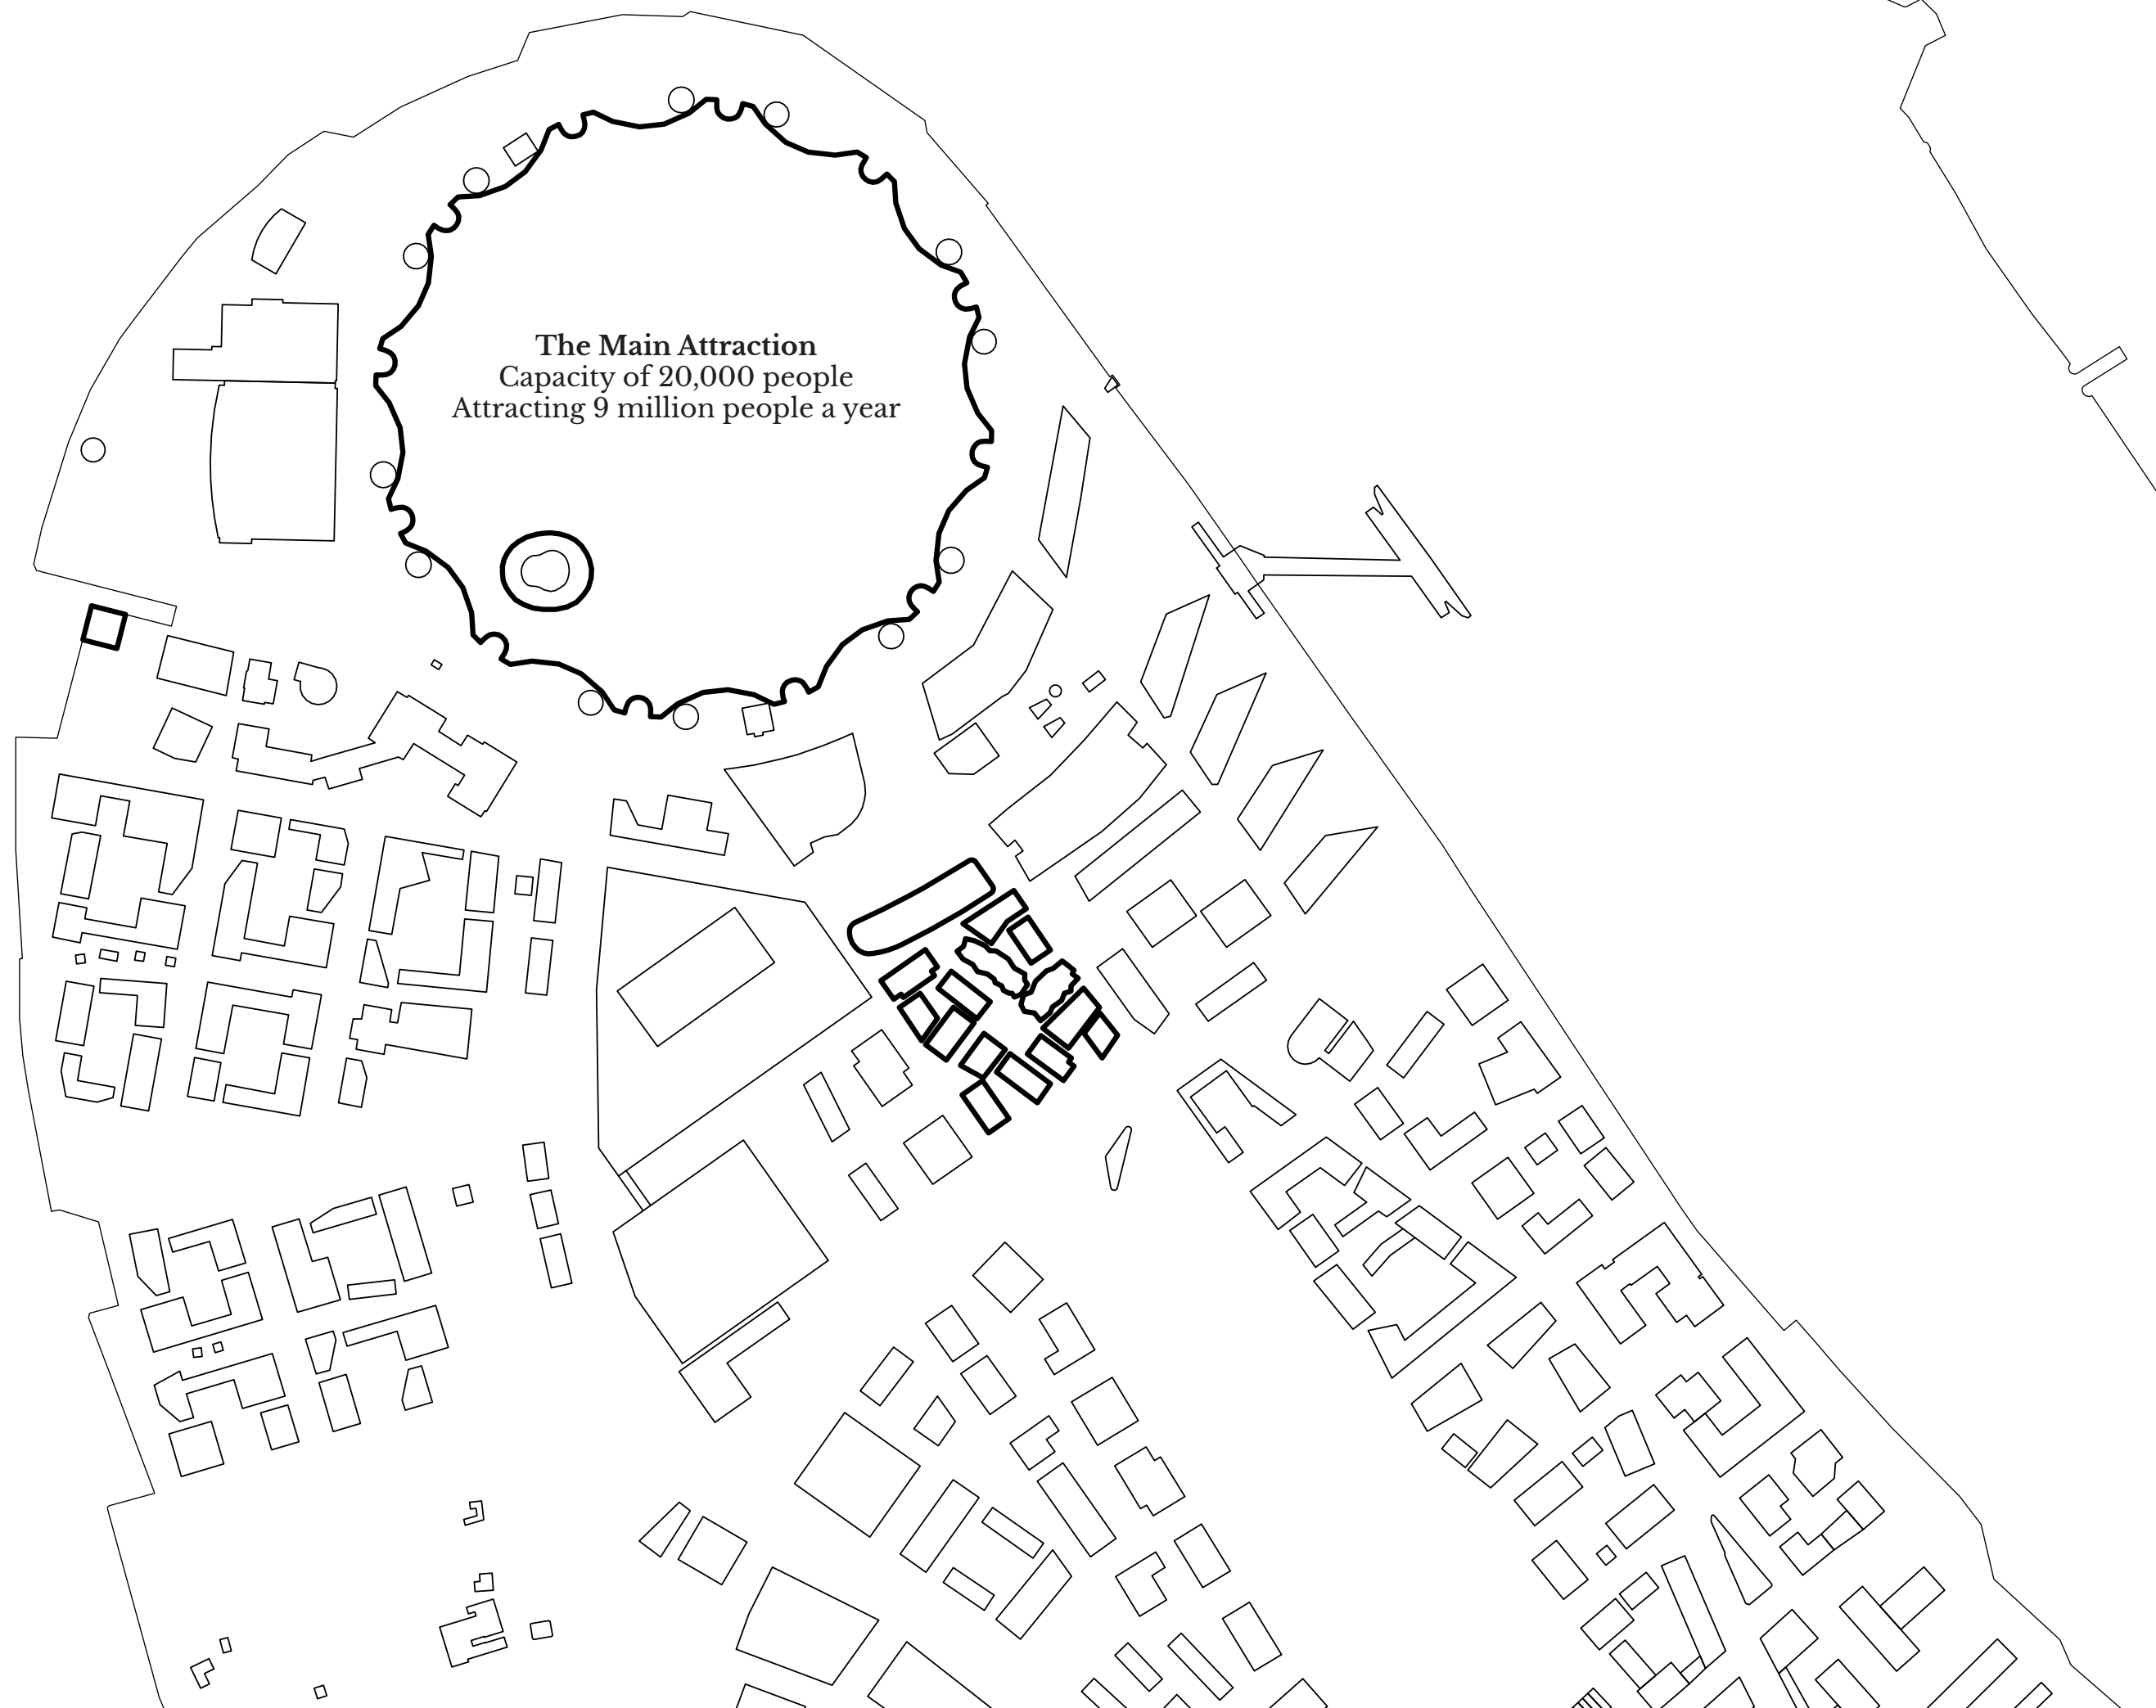 The Main Attraction
Capacity of 20,000 people
Attracting 9 million people a year